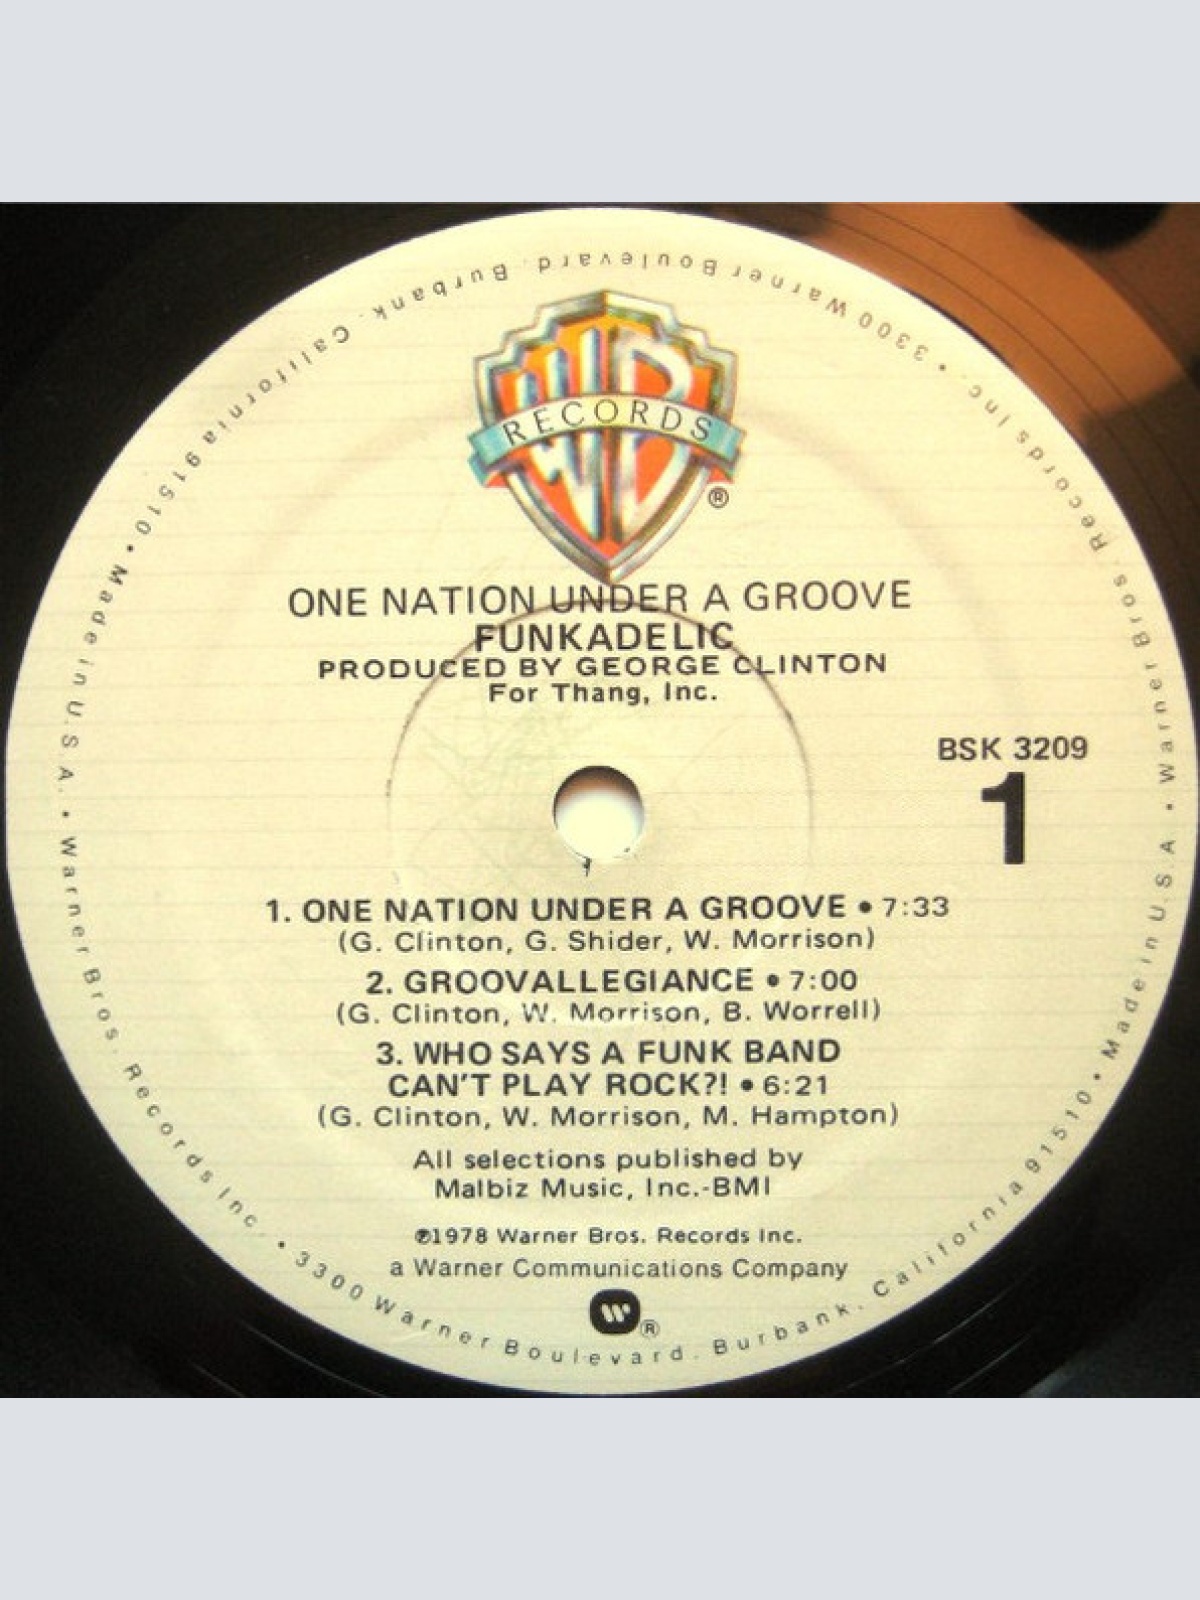 RECORDS
®
ONE NATION UNDER A GROOVE
FUNKADELIC
PRODUCED BY GEORGE CLINTON
For Thang, Inc.
BSK 3209
1
1. ONE NATION UNDER A GROOVE • 7:33
(G. Clinton, G. Shider, W. Morrison)
2. GROOVALLEGIANCE • 7:00
(G. Clinton, W. Morrison, B. Worrell)
3. WHO SAYS A FUNK BAND
CAN'T PLAY ROCK?! • 6:21
(G. Clinton, W. Morrison, M. Hampton)
All selections published by
Malbiz Music, Inc.-BMI
℗1978 Warner Bros. Records Inc.
a Warner Communications Company
W ®
Warner Bros. Records Inc. • 3300 Warner Boulevard. Burbank. California 91510 • Made in U.S.A. • Warner Bros. Records Inc. • 3300 Warner Boulevard. Burbank. California 91510 • Made in U.S.A. •